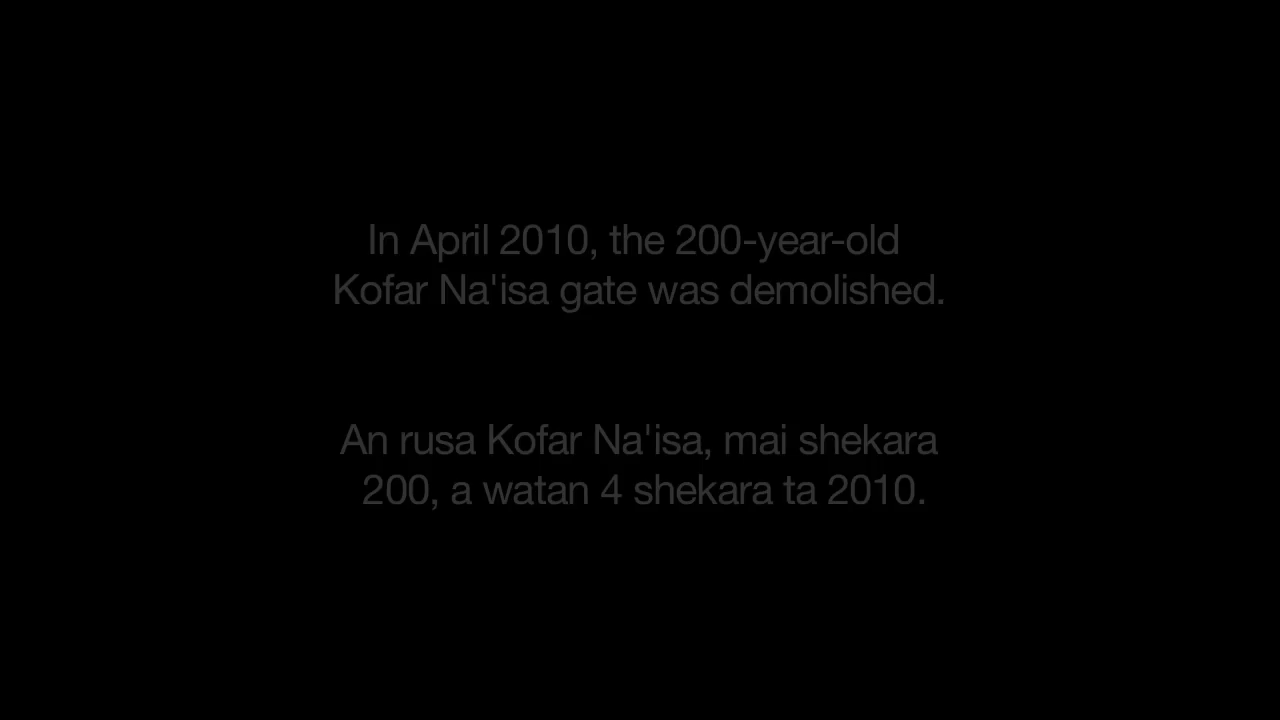 In April 2010, the 200-year-old
Kofar Na'isa gate was demolished.
An rusa Kofar Na'isa, mai shekara
200, a watan 4 shekara ta 2010.